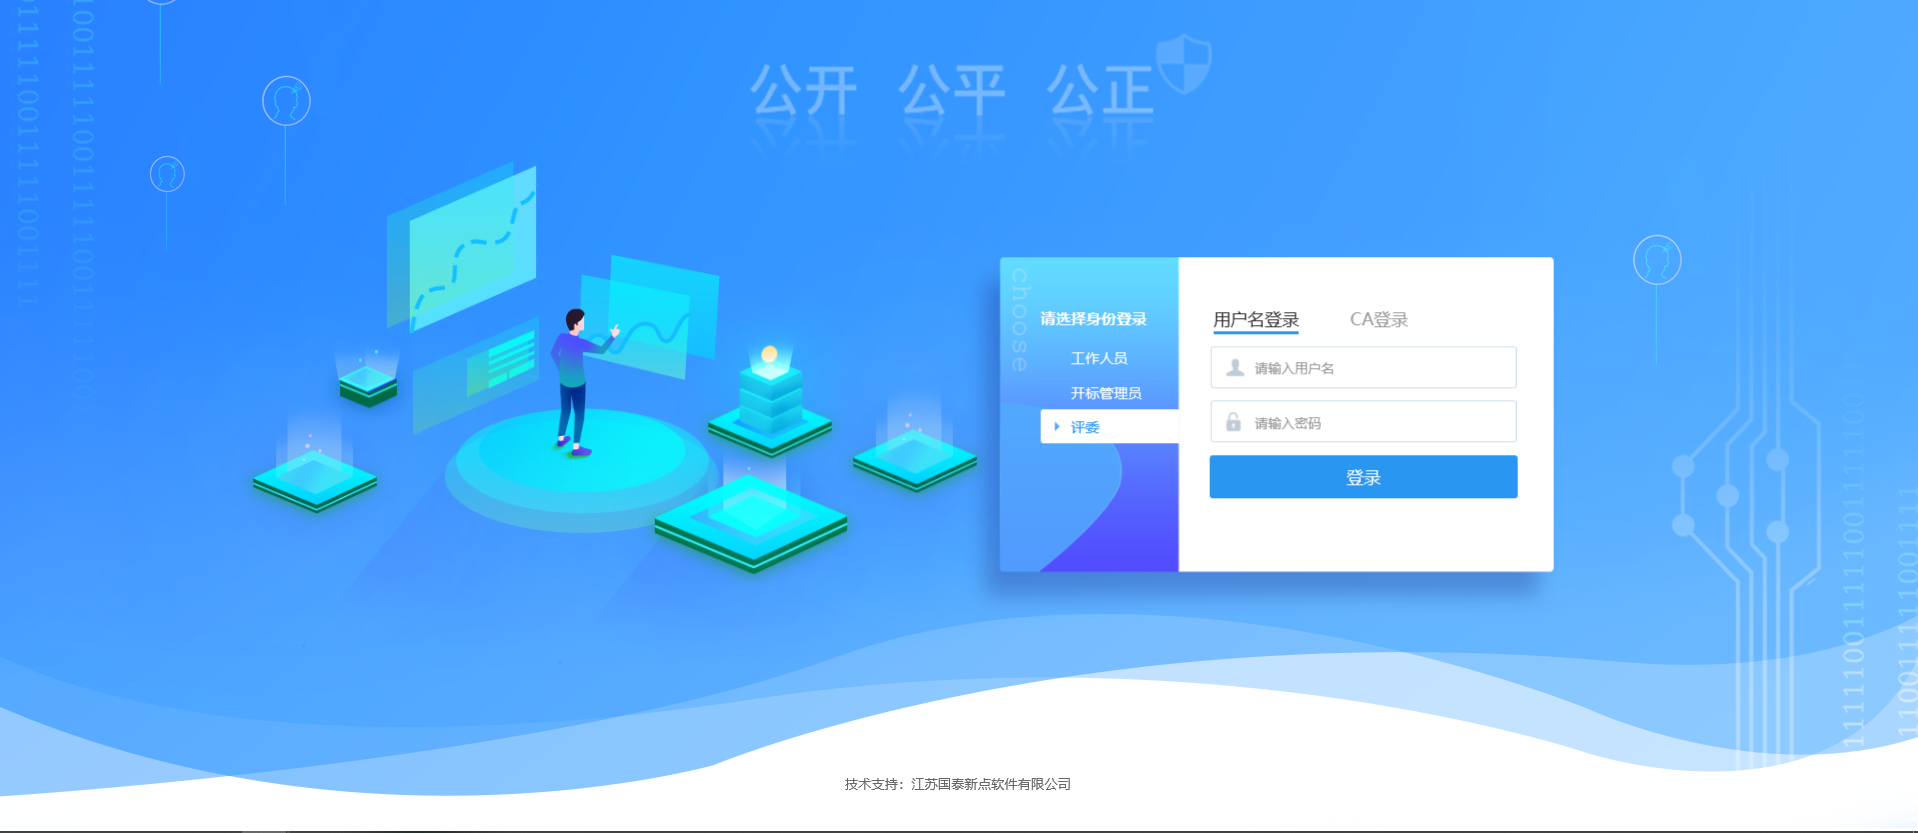 公开 公平 公正
choose
请选择身份登录
工作人员
开标管理员
评委
用户名登录 CA登录
请输入用户名
请输入密码
登录
技术支持：江苏国泰新点软件有限公司